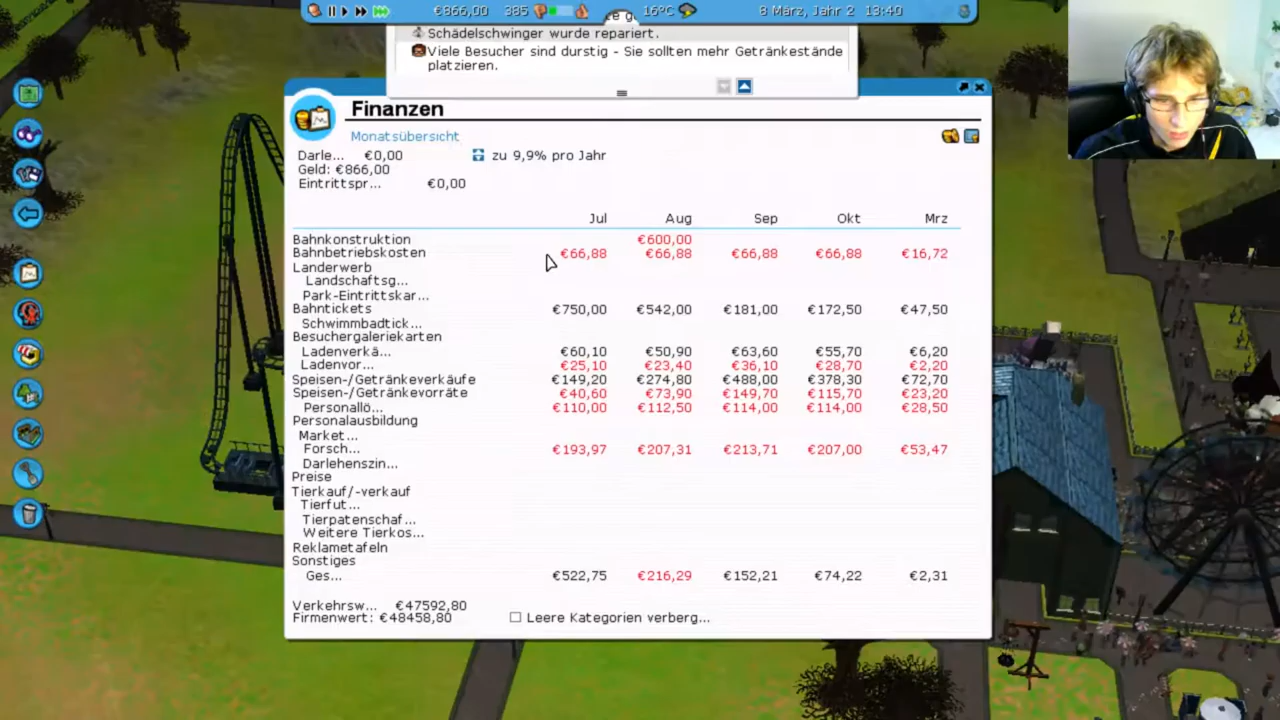 €866,00 385 16°C 8 März, Jahr 2 13:40
Schädelschwinger wurde repariert.
Viele Besucher sind durstig - Sie sollten mehr Getränkestände
platzieren.
Finanzen
Monatsübersicht
Darle... €0,00 zu 9,9% pro Jahr
Geld: €866,00
Eintrittspr... €0,00
Jul Aug Sep Okt Mrz
Bahnkonstruktion €600,00
Bahnbetriebskosten €66,88 €66,88 €66,88 €66,88 €16,72
Landerwerb
Landschaftsg...
Park-Eintrittskar...
Bahntickets €750,00 €542,00 €181,00 €172,50 €47,50
Schwimmbadtick...
Besuchergaleriekarten
Ladenverkä... €60,10 €50,90 €63,60 €55,70 €6,20
Ladenvor... €25,10 €23,40 €36,10 €28,70 €2,20
Speisen-/Getränkeverkäufe €149,20 €274,80 €488,00 €378,30 €72,70
Speisen-/Getränkevorräte €40,60 €73,90 €149,70 €115,70 €23,20
Personallö... €110,00 €112,50 €114,00 €114,00 €28,50
Personalausbildung
Market...
Forsch... €193,97 €207,31 €213,71 €207,00 €53,47
Darlehenszin...
Preise
Tierkauf/-verkauf
Tierfut...
Tierpatenschaf...
Weitere Tierkos...
Reklametafeln
Sonstiges
Ges... €522,75 €216,29 €152,21 €74,22 €2,31
Verkehrsw... €47592,80
Firmenwert: €48458,80 Leere Kategorien verberg...